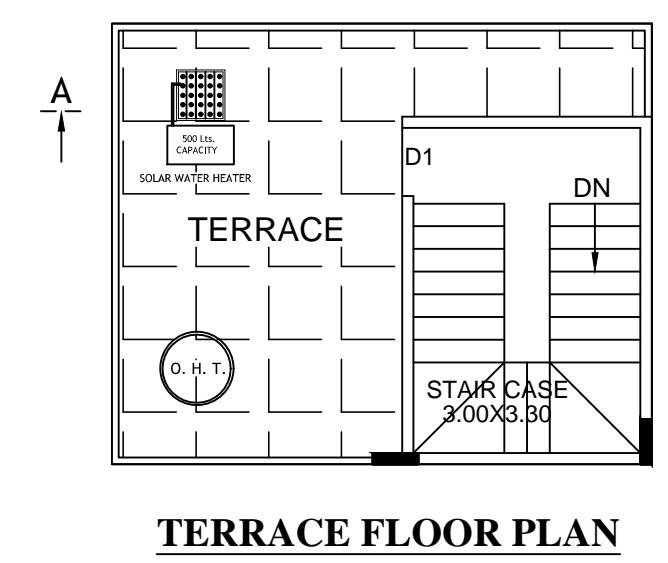 A
500 Lts.
CAPACITY
SOLAR WATER HEATER
D1
DN
TERRACE
O. H. T.
STAIR CASE
3.00X3.30
TERRACE FLOOR PLAN